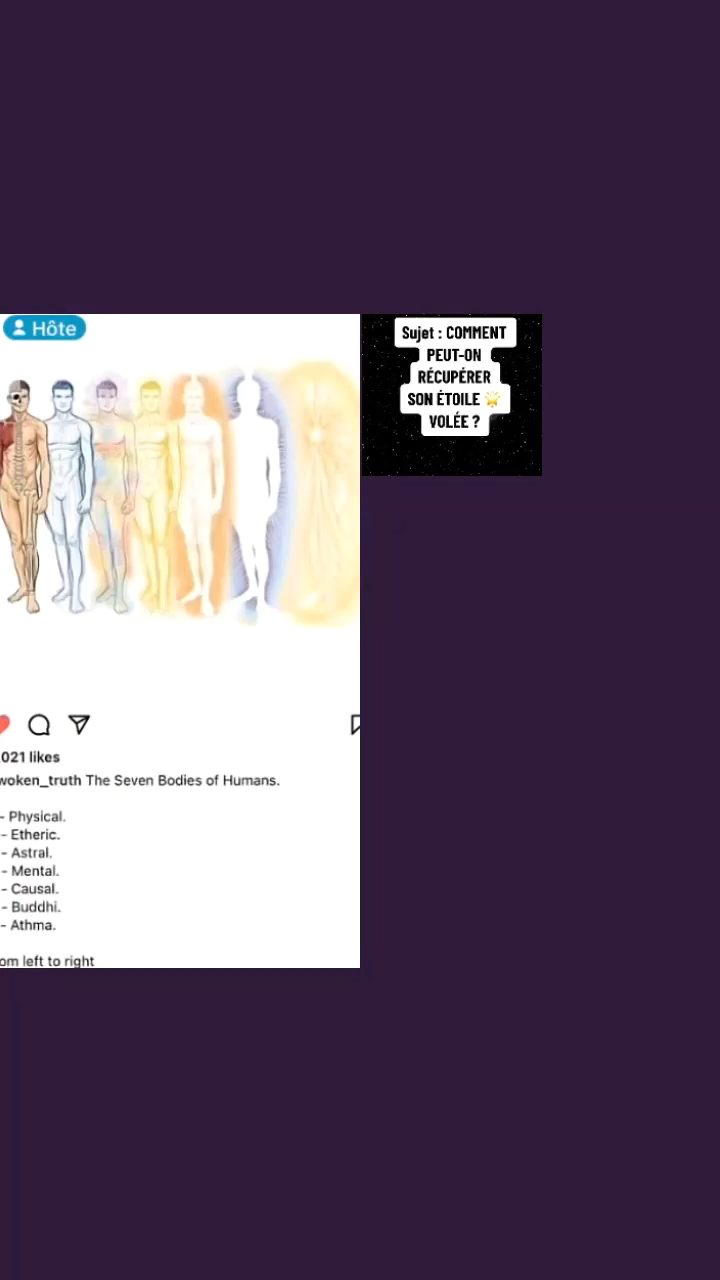 Hôte
Sujet : COMMENT
PEUT-ON
RÉCUPÉRER
SON ÉTOILE 🌟
VOLÉE ?
021 likes
woken_truth The Seven Bodies of Humans.
- Physical.
- Etheric.
- Astral.
- Mental.
- Causal.
- Buddhi.
- Athma.
om left to right